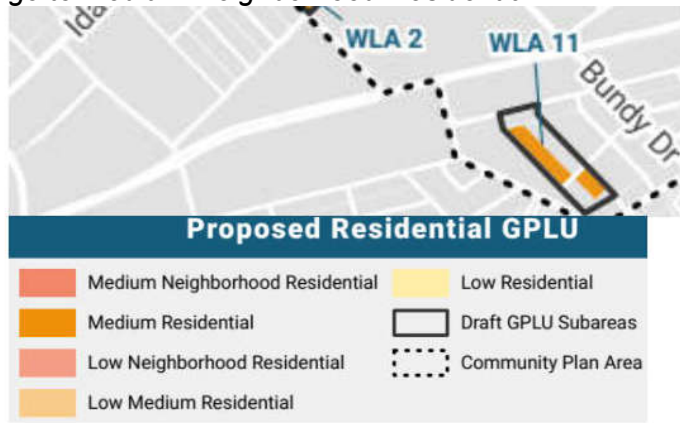 Ida
WLA 2
WLA 11
Bundy Dr
Proposed Residential GPLU
Medium Neighborhood Residential
Low Residential
Medium Residential
Draft GPLU Subareas
Low Neighborhood Residential
Community Plan Area
Low Medium Residential